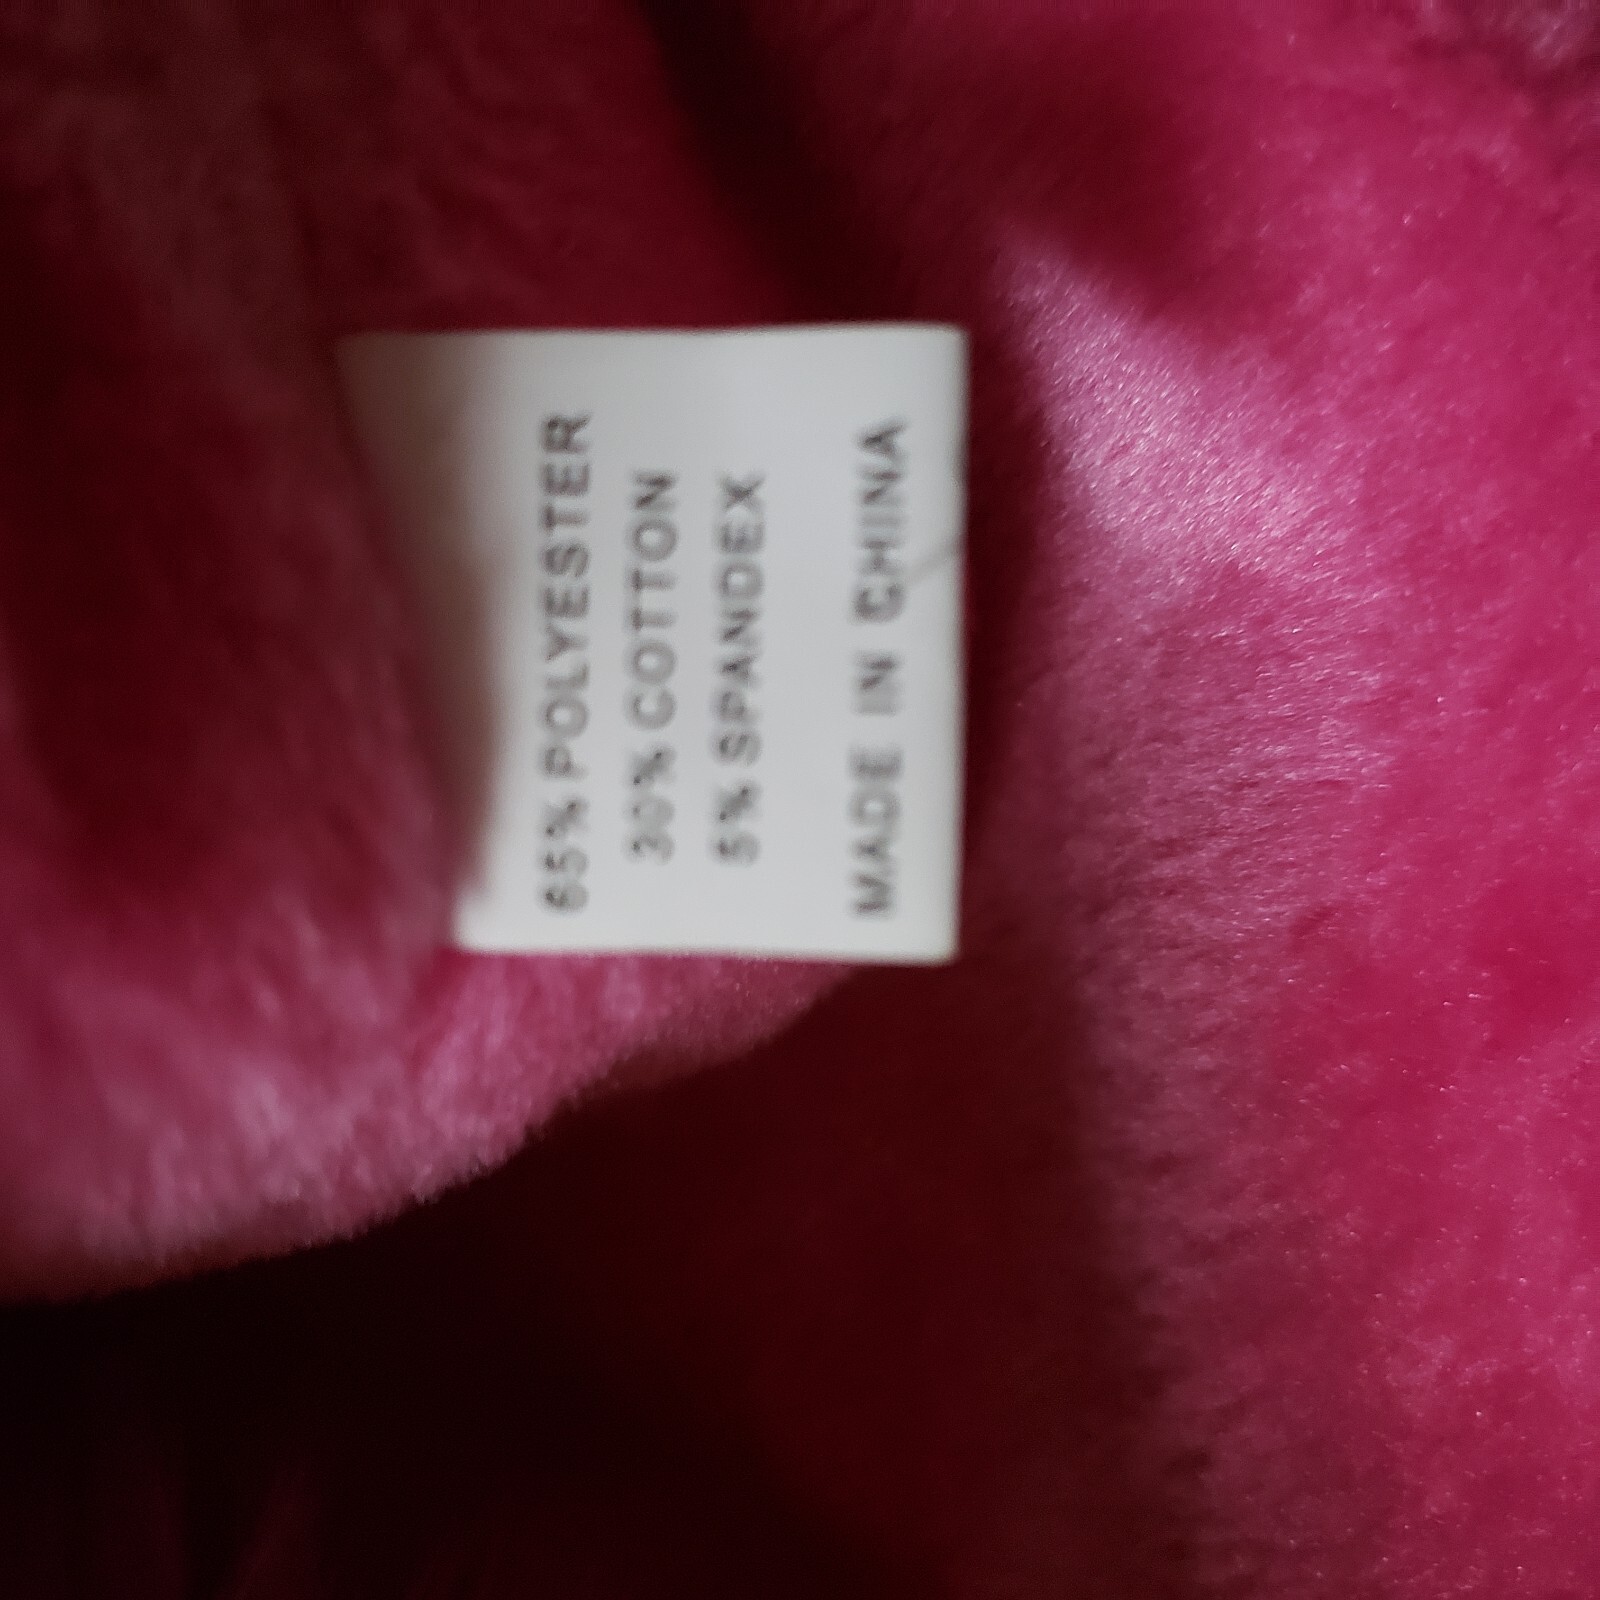 65% POLYESTER
30% COTTON
5% SPANDEX
MADE IN CHINA